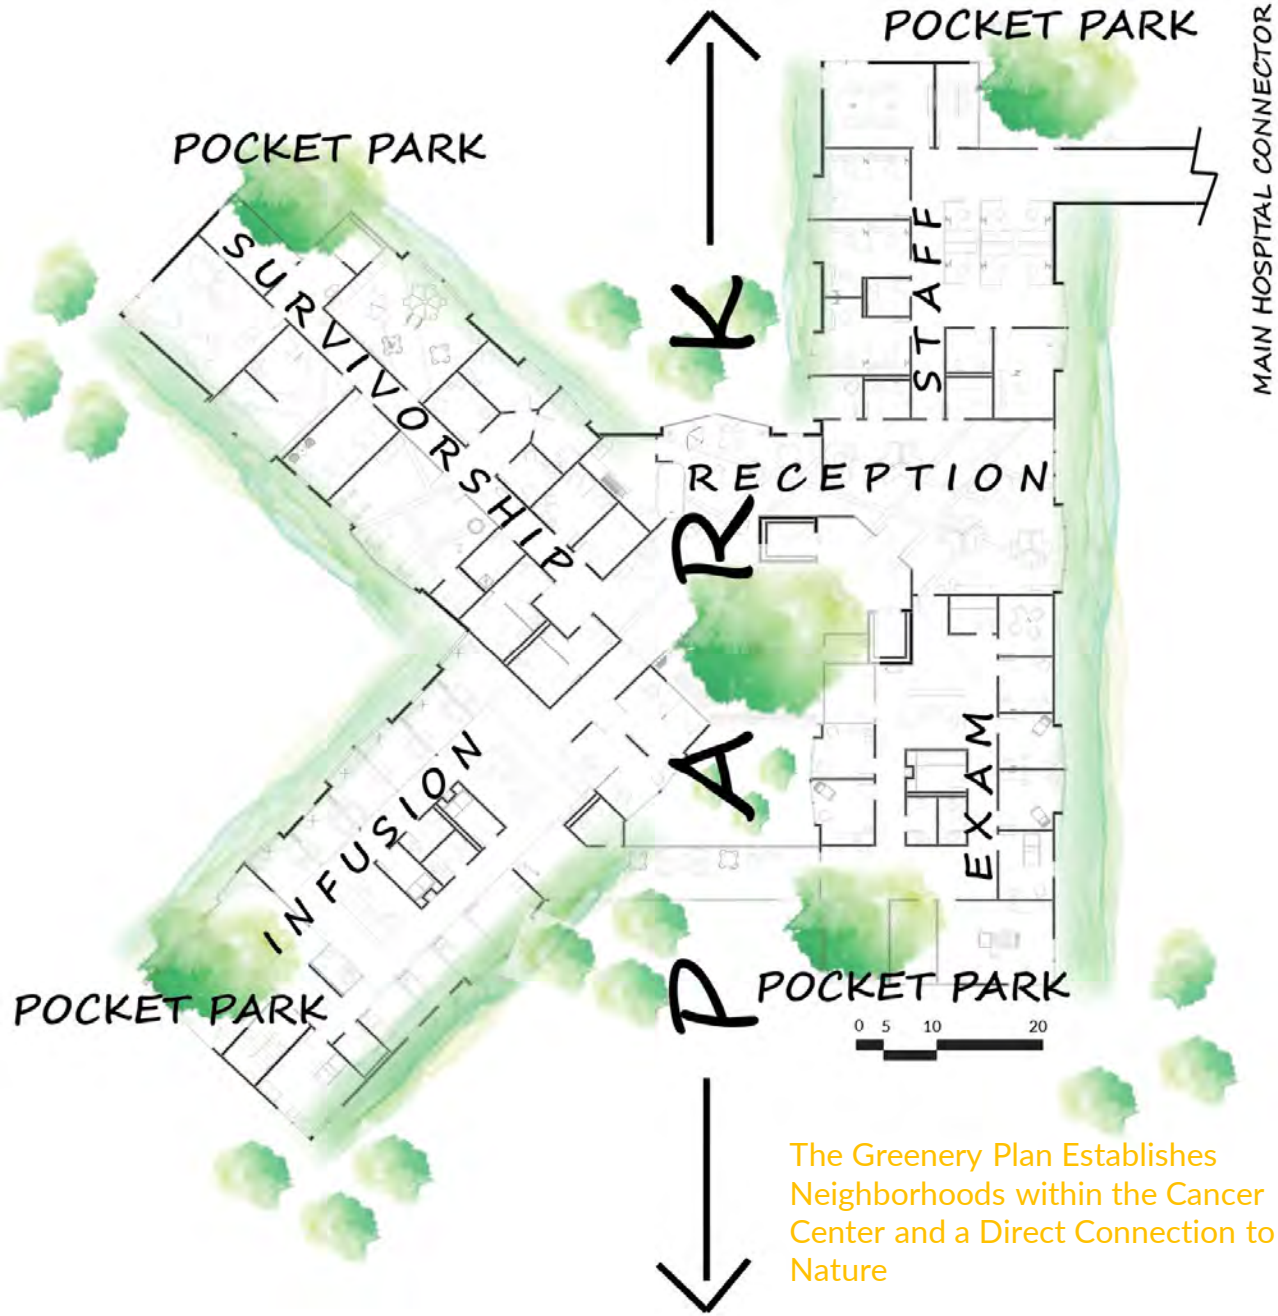 POCKET PARK
MAIN HOSPITAL CONNECTOR
POCKET PARK
SURVIVORSHIP
STAFF
RECEPTION
PARK
INFUSION
EXAM
POCKET PARK
POCKET PARK
0 5 10 20
The Greenery Plan Establishes
Neighborhoods within the Cancer
Center and a Direct Connection to
Nature